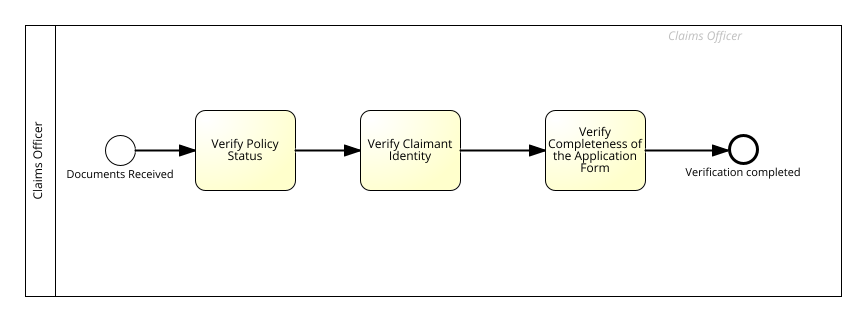 Claims Officer
Claims Officer
Documents Received
Verify Policy
Status
Verify Claimant
Identity
Verify
Completeness of
the Application
Form
Verification completed